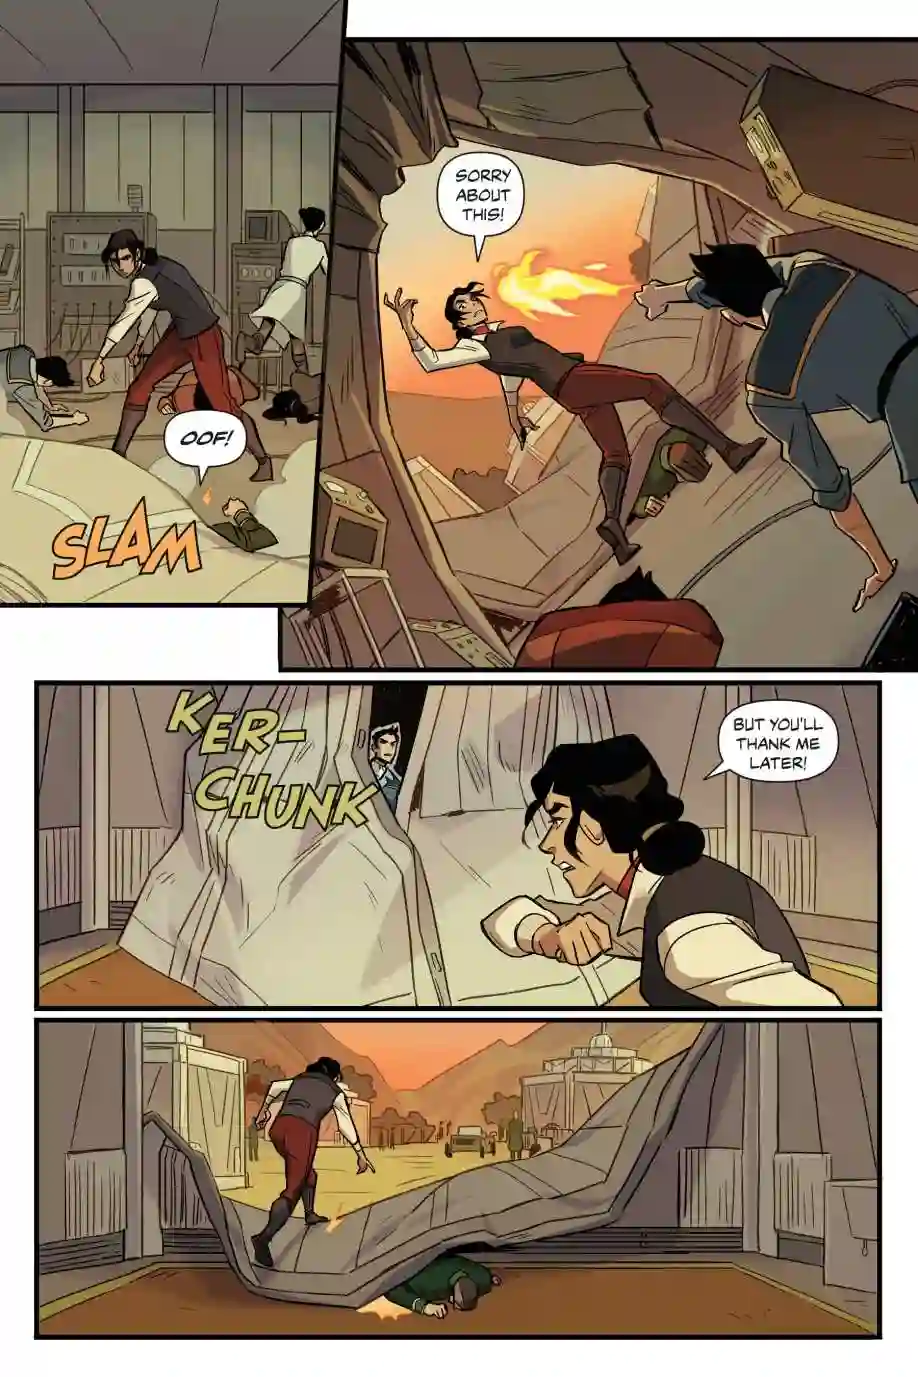 OOF!
SLAM
SORRY
ABOUT
THIS!
KER-
CHUNK
BUT YOU'LL
THANK ME
LATER!